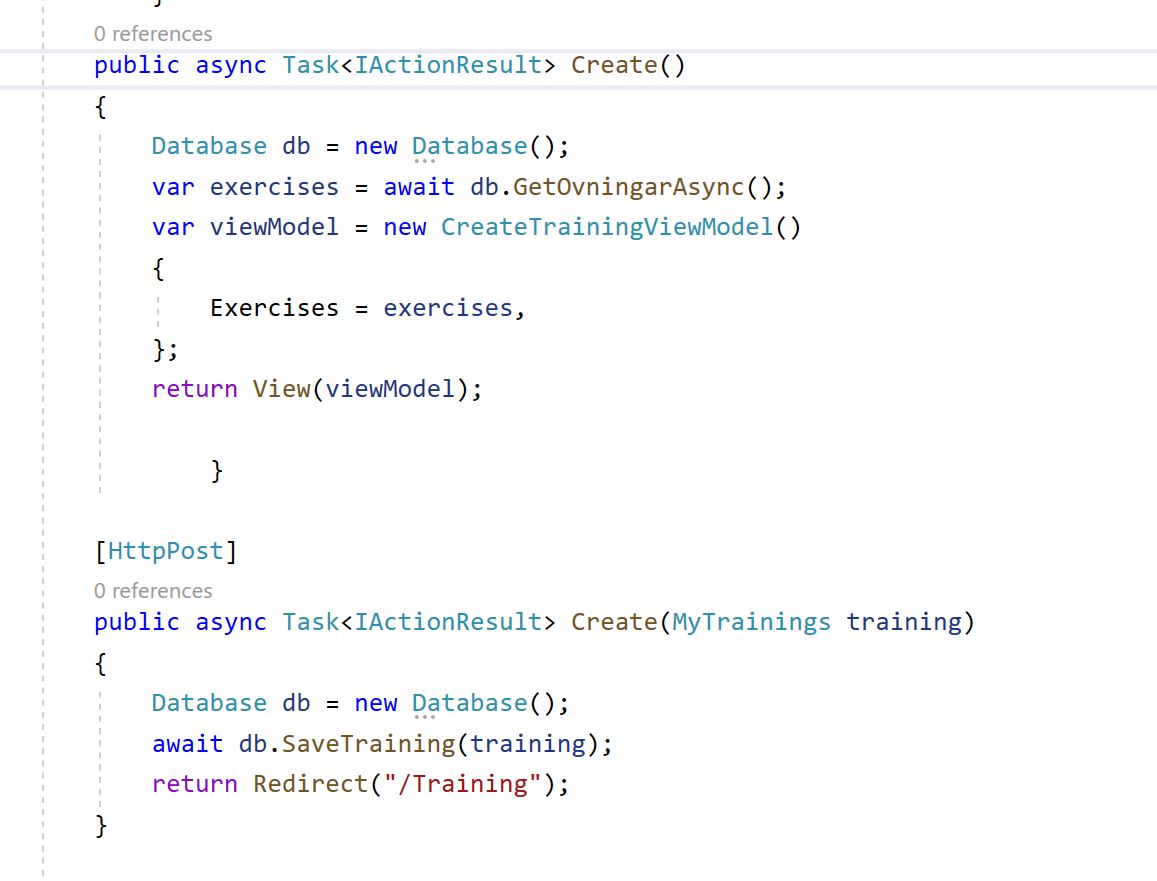 }
0 references
public async Task<IActionResult> Create()
{
Database db = new Database();
var exercises = await db.GetOvningarAsync();
var viewModel = new CreateTrainingViewModel()
{
Exercises = exercises,
};
return View(viewModel);
}
[HttpPost]
0 references
public async Task<IActionResult> Create(MyTrainings training)
{
Database db = new Database();
await db.SaveTraining(training);
return Redirect("/Training");
}